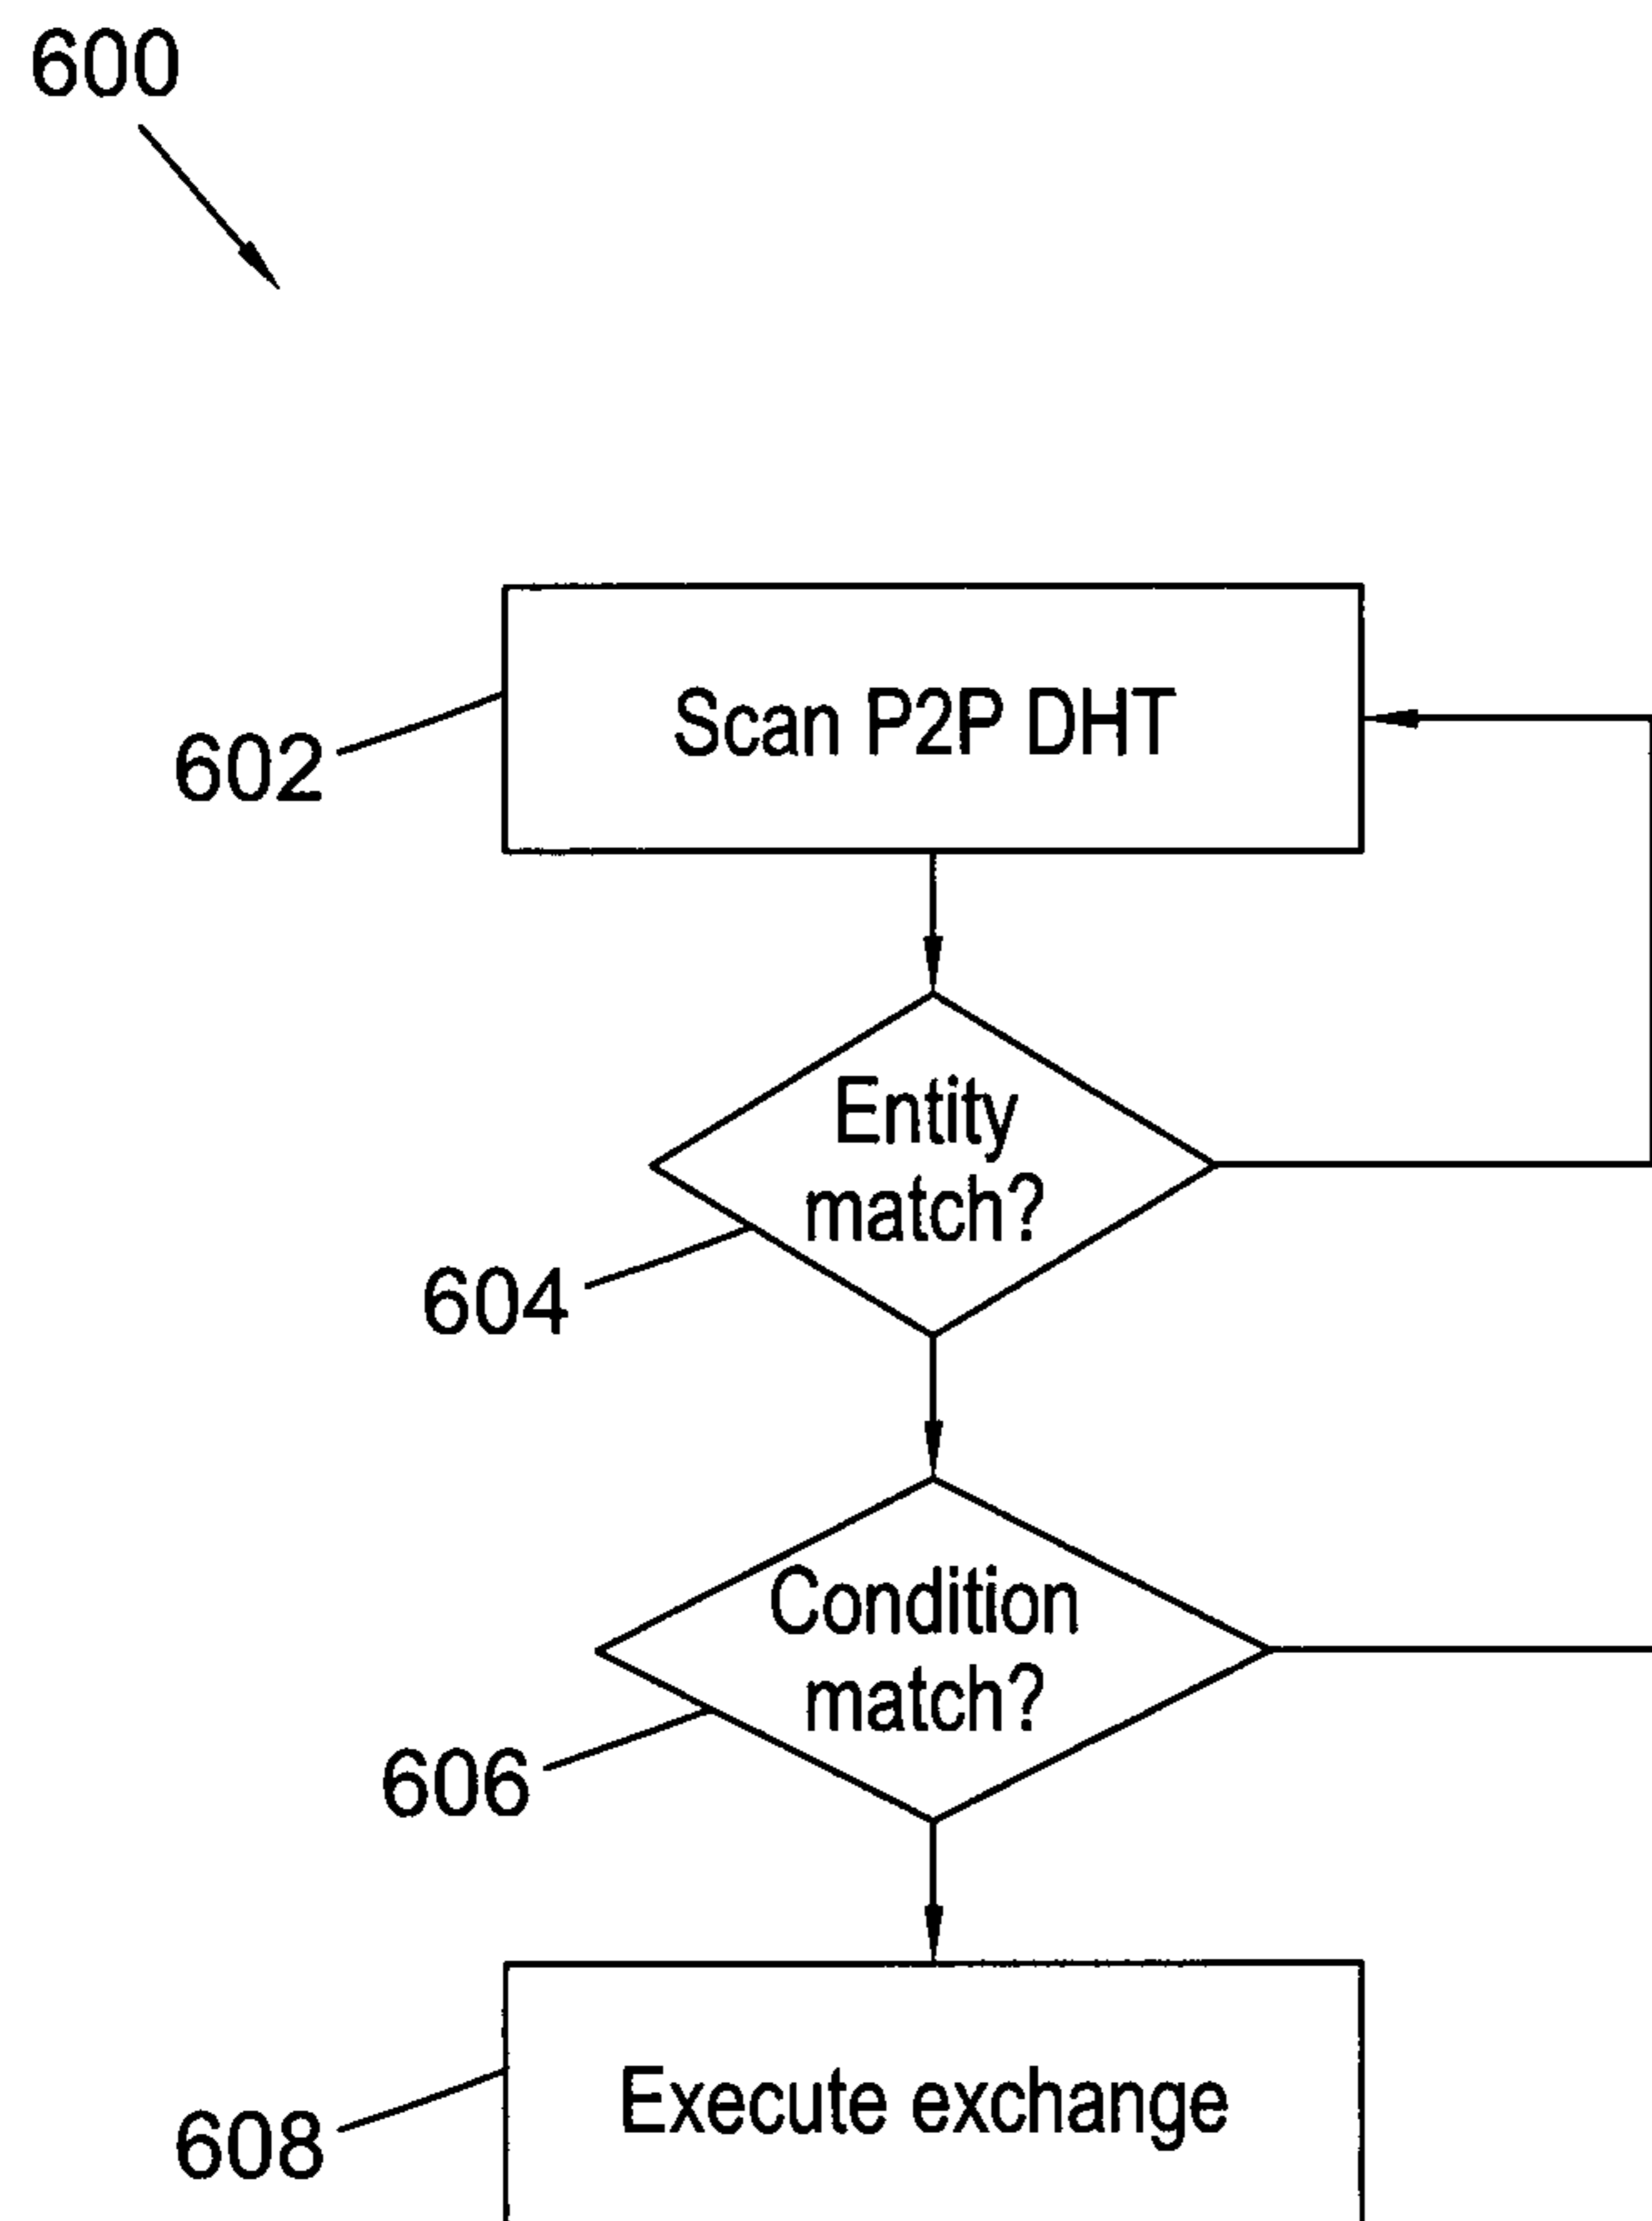 600
Scan P2P DHT
602
Entity
match?
604
Condition
match?
606
Execute exchange
608